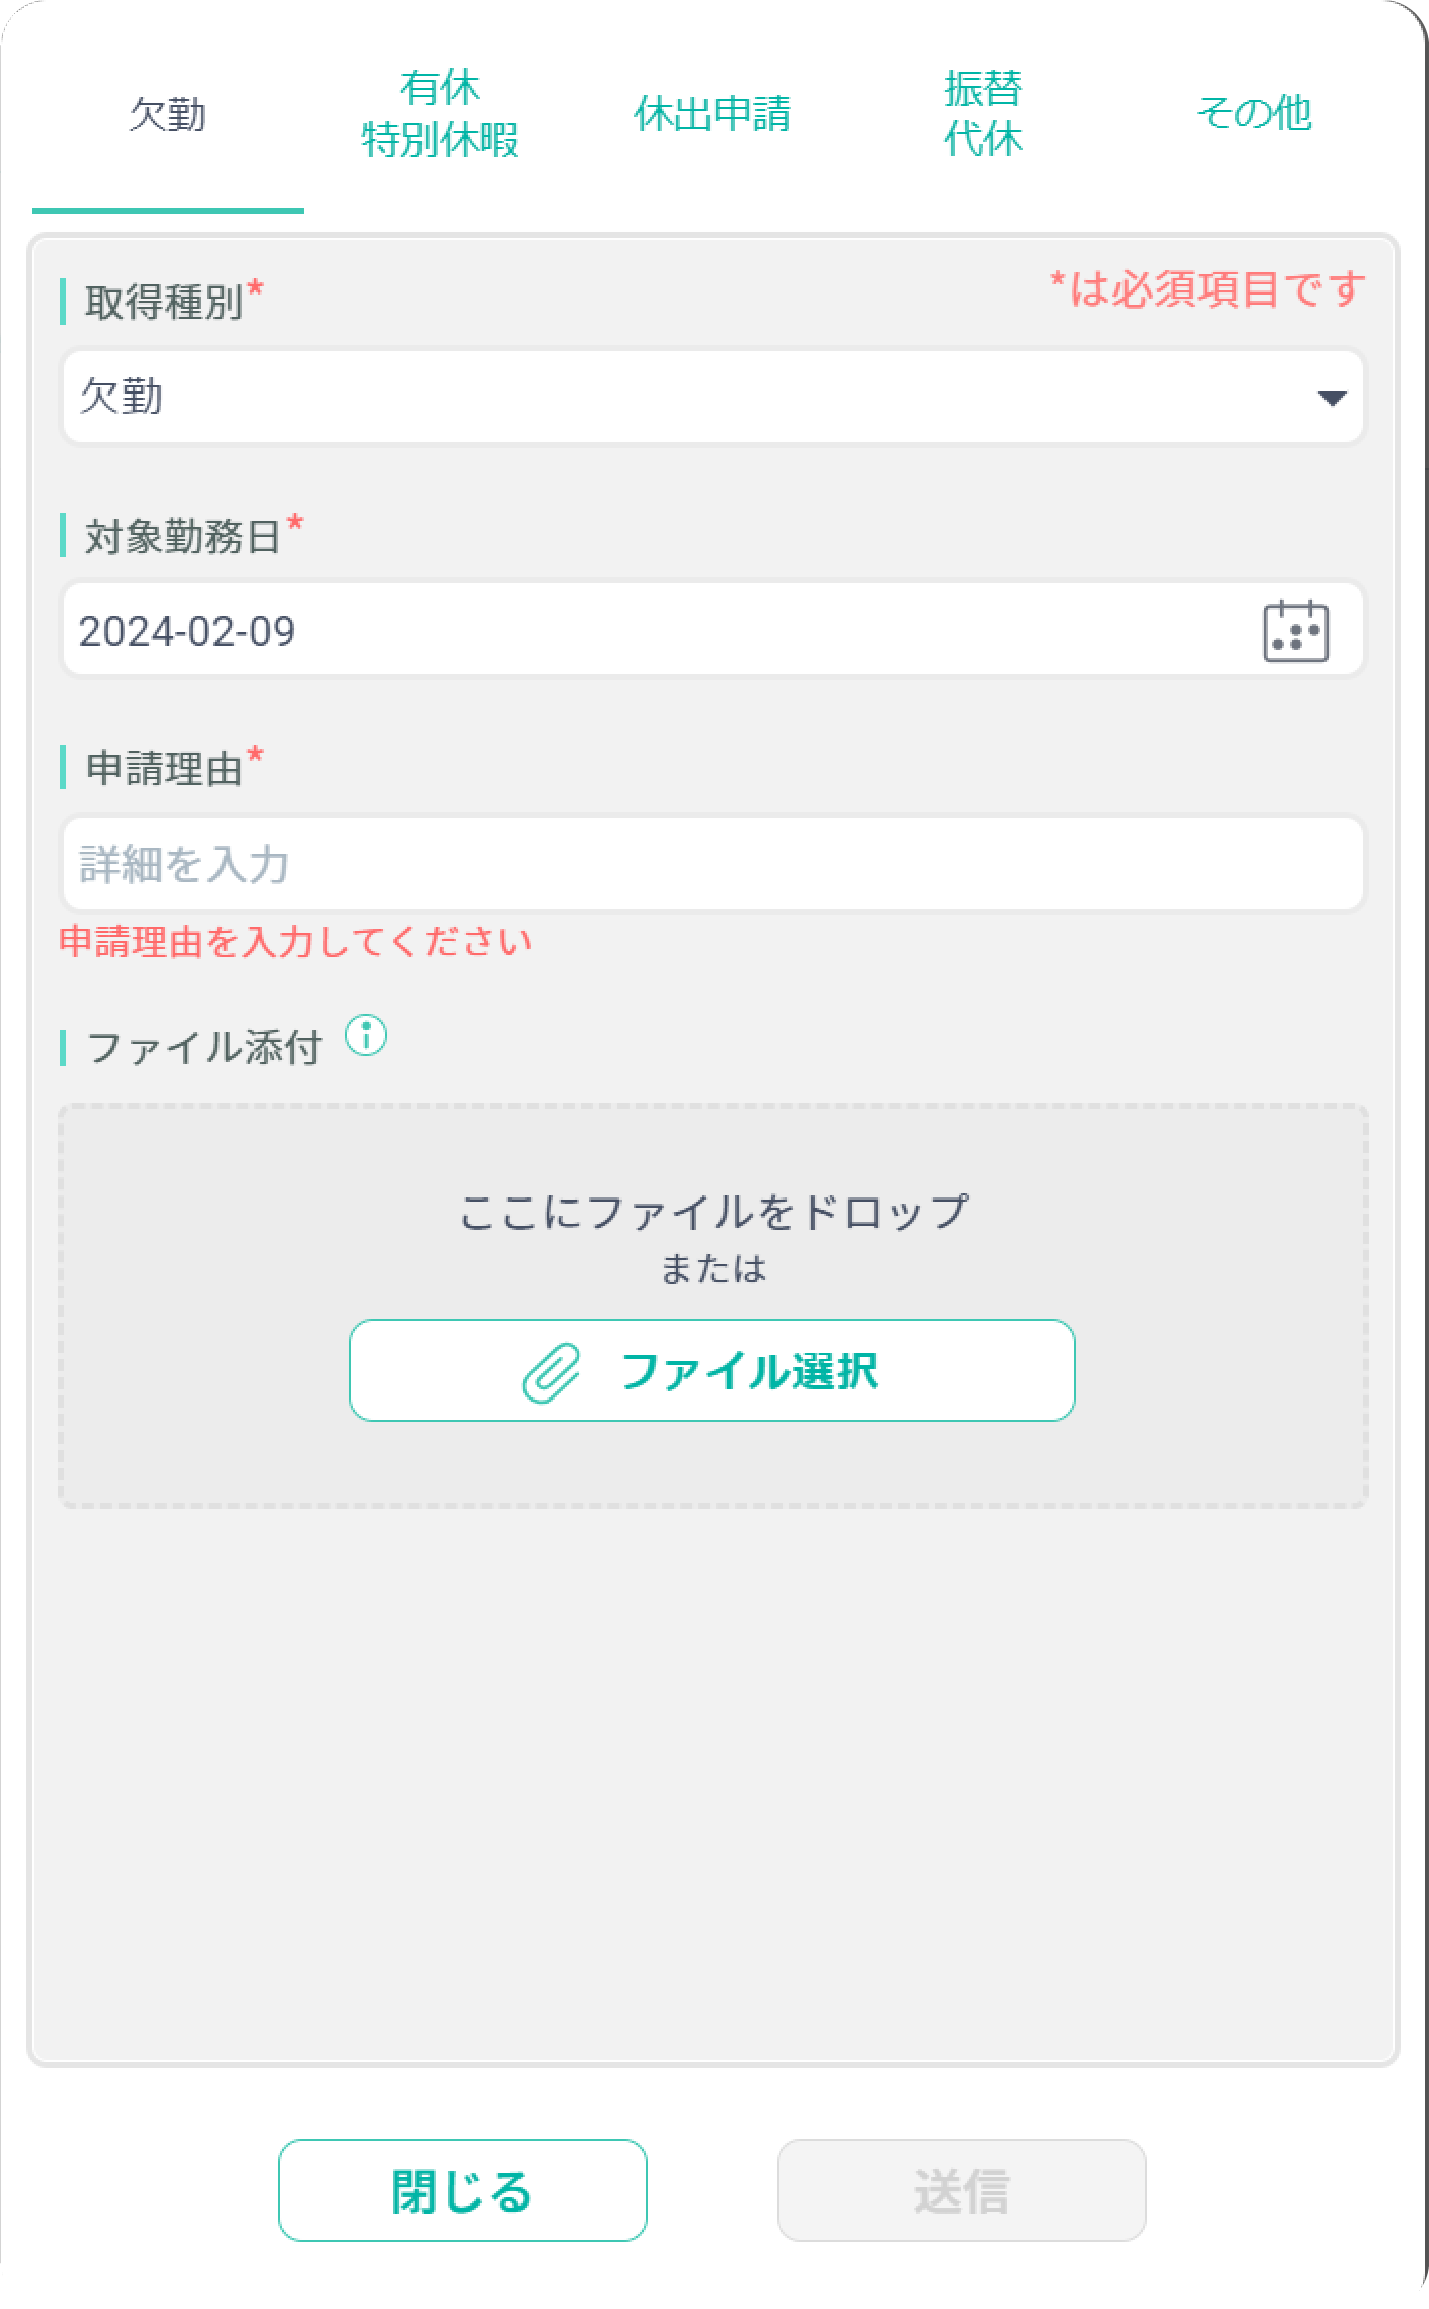 欠勤
有休
特別休暇
休出申請
振替
代休
その他
取得種別*
*は必須項目です
欠勤
対象勤務日*
2024-02-09
申請理由*
詳細を入力
申請理由を入力してください
ファイル添付
ここにファイルをドロップ
または
ファイル選択
閉じる
送信